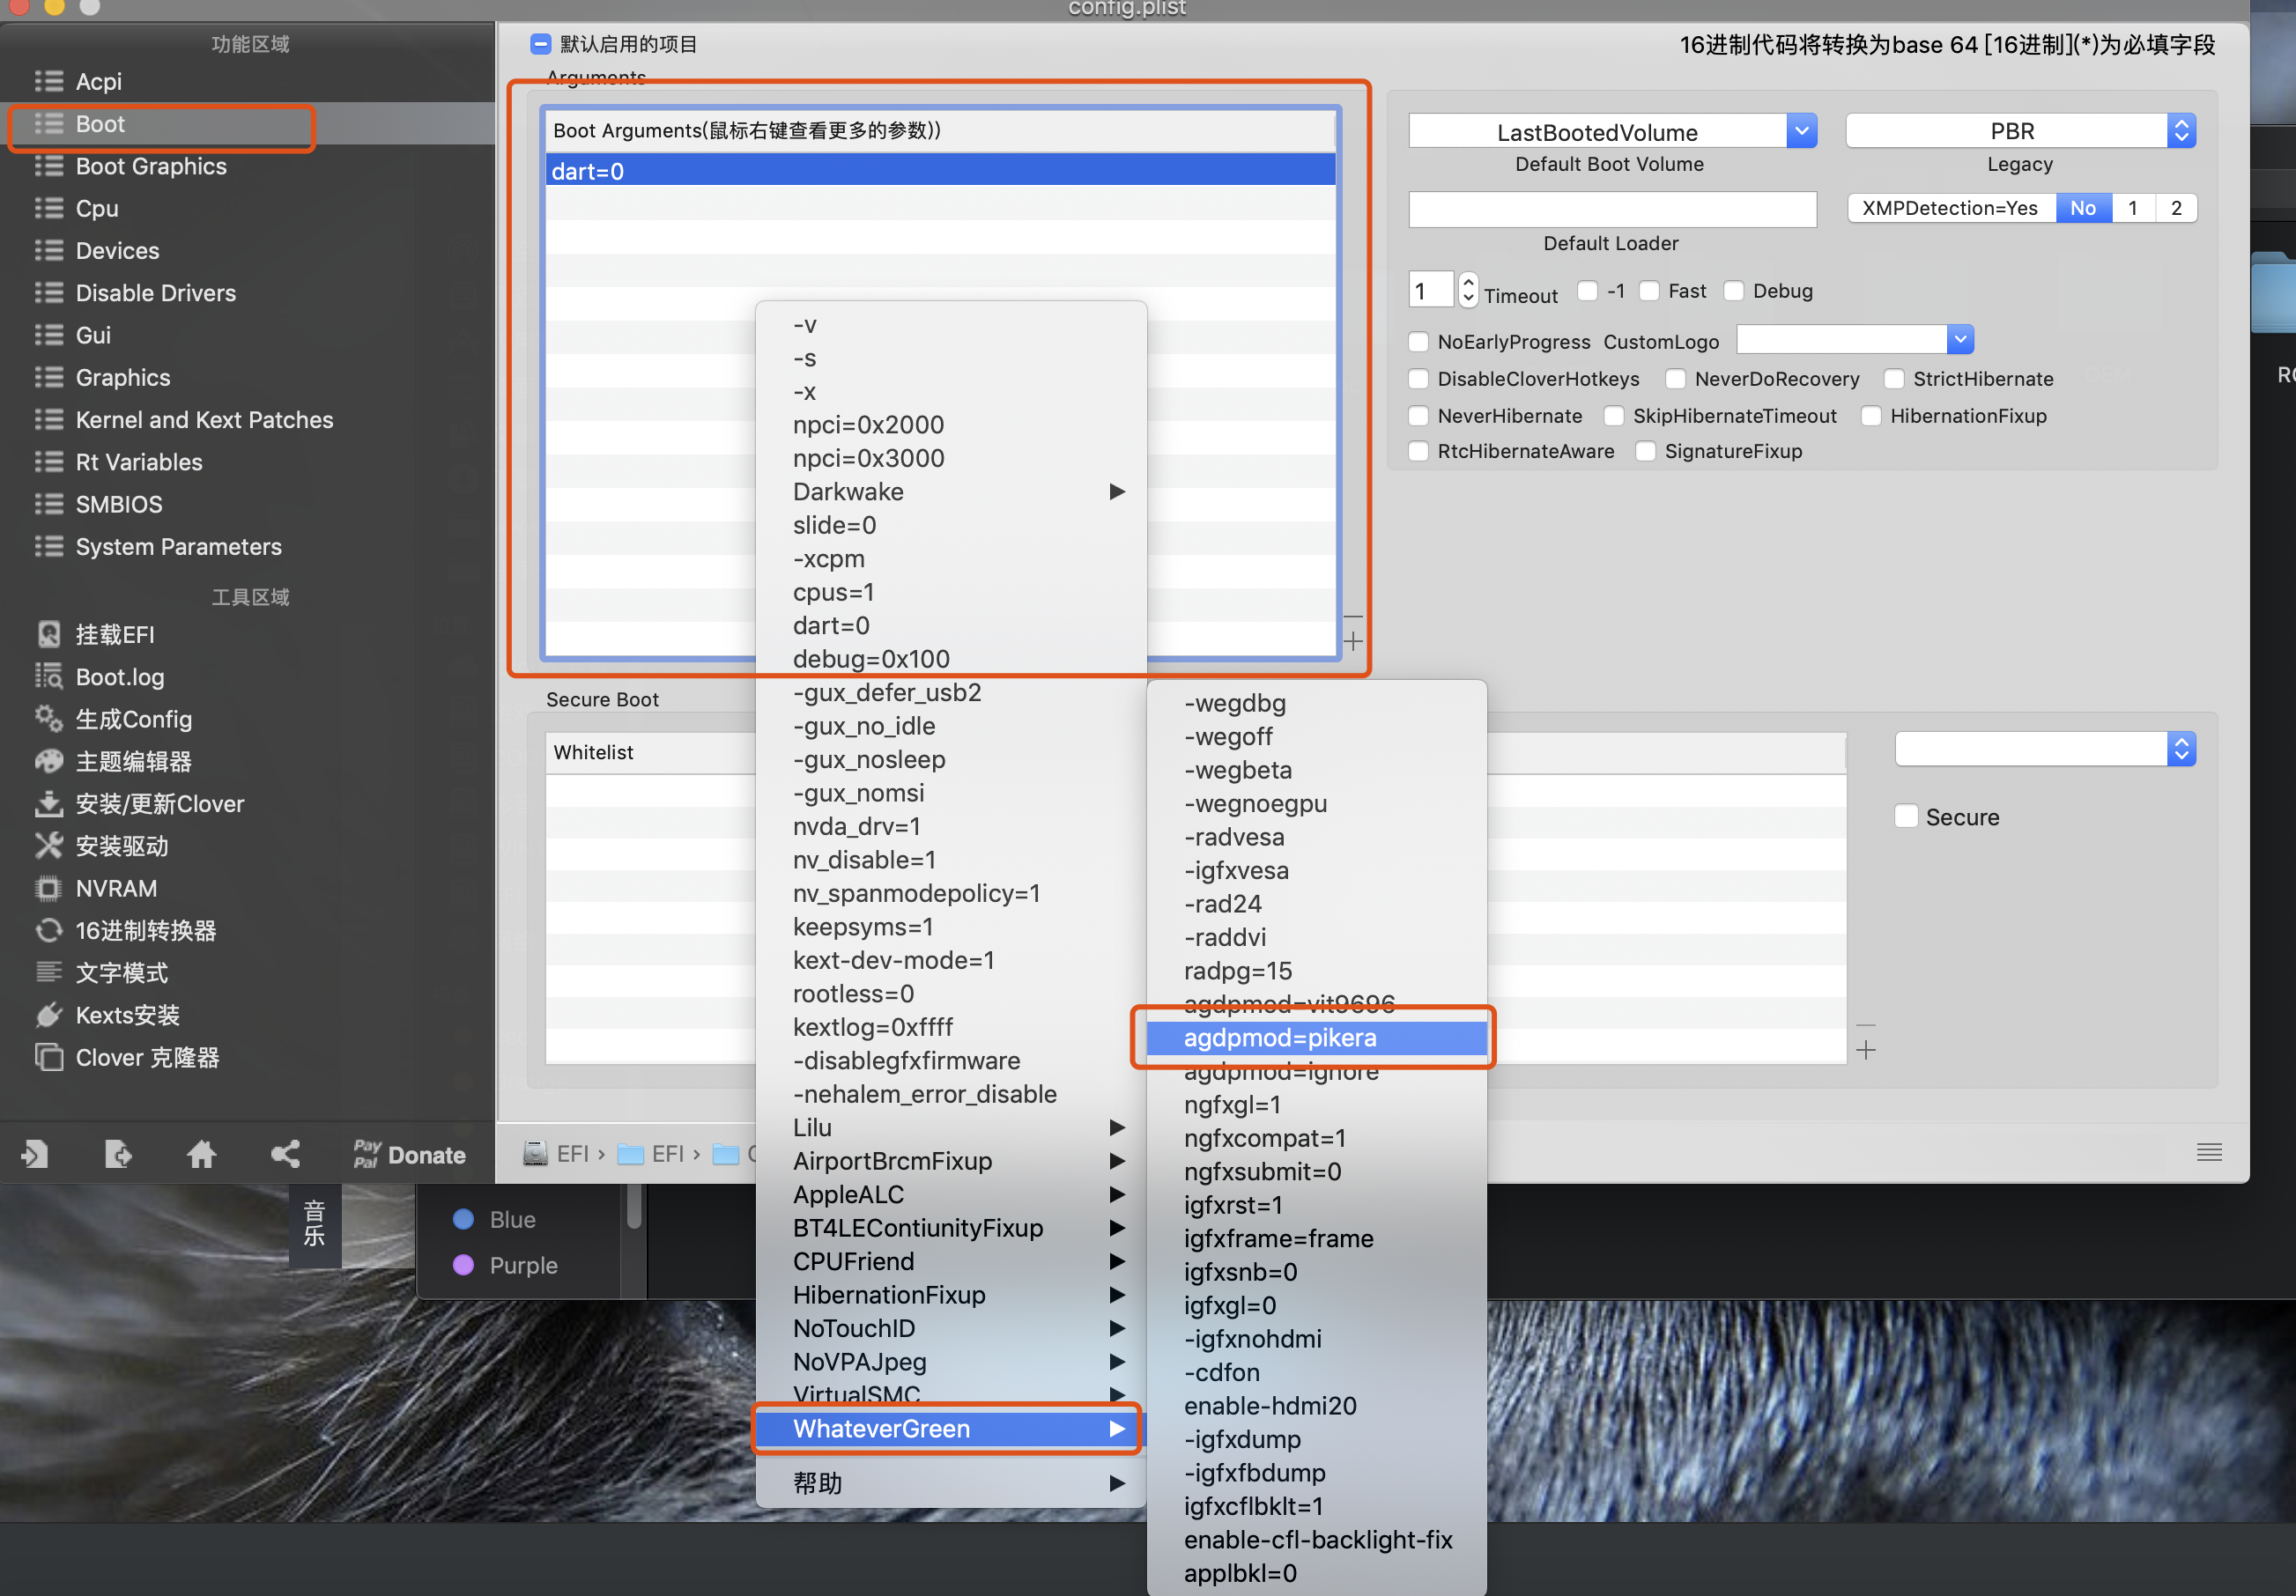 config.plist
功能区域
Acpi
Boot
Boot Graphics
Cpu
Devices
Disable Drivers
Gui
Graphics
Kernel and Kext Patches
Rt Variables
SMBIOS
System Parameters
工具区域
挂载EFI
Boot.log
生成Config
主题编辑器
安装/更新Clover
安装驱动
NVRAM
16进制转换器
文字模式
Kexts安装
Clover 克隆器
Pay Pal Donate
默认启用的项目
16进制代码将转换为base 64 [16进制](*)为必填字段
Arguments
Boot Arguments(鼠标右键查看更多的参数))
dart=0
LastBootedVolume
Default Boot Volume
PBR
Legacy
Default Loader
XMPDetection=Yes No 1 2
1 Timeout -1 Fast Debug
NoEarlyProgress CustomLogo
DisableCloverHotkeys NeverDoRecovery StrictHibernate
NeverHibernate SkipHibernateTimeout HibernationFixup
RtcHibernateAware SignatureFixup
Secure Boot
Whitelist
Secure
EFI › EFI ›
-v
-s
-x
npci=0x2000
npci=0x3000
Darkwake
slide=0
-xcpm
cpus=1
dart=0
debug=0x100
-gux_defer_usb2
-gux_no_idle
-gux_nosleep
-gux_nomsi
nvda_drv=1
nv_disable=1
nv_spanmodepolicy=1
keepsyms=1
kext-dev-mode=1
rootless=0
kextlog=0xffff
-disablegfxfirmware
-nehalem_error_disable
Lilu
AirportBrcmFixup
AppleALC
BT4LEContiunityFixup
CPUFriend
HibernationFixup
NoTouchID
NoVPAJpeg
VirtualSMC
WhateverGreen
帮助
-wegdbg
-wegoff
-wegbeta
-wegnoegpu
-radvesa
-igfxvesa
-rad24
-raddvi
radpg=15
agdpmod=vit9696
agdpmod=pikera
agdpmod=ignore
ngfxgl=1
ngfxcompat=1
ngfxsubmit=0
igfxrst=1
igfxframe=frame
igfxsnb=0
igfxgl=0
-igfxnohdmi
-cdfon
enable-hdmi20
-igfxdump
-igfxfbdump
igfxcflbklt=1
enable-cfl-backlight-fix
applbkl=0
音乐
Blue
Purple